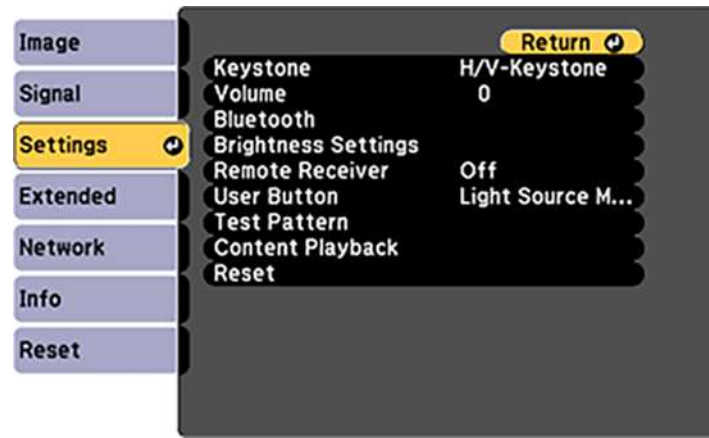 Image
Signal
Settings
Extended
Network
Info
Reset
Return
Keystone H/V-Keystone
Volume 0
Bluetooth
Brightness Settings
Remote Receiver Off
User Button Light Source M...
Test Pattern
Content Playback
Reset